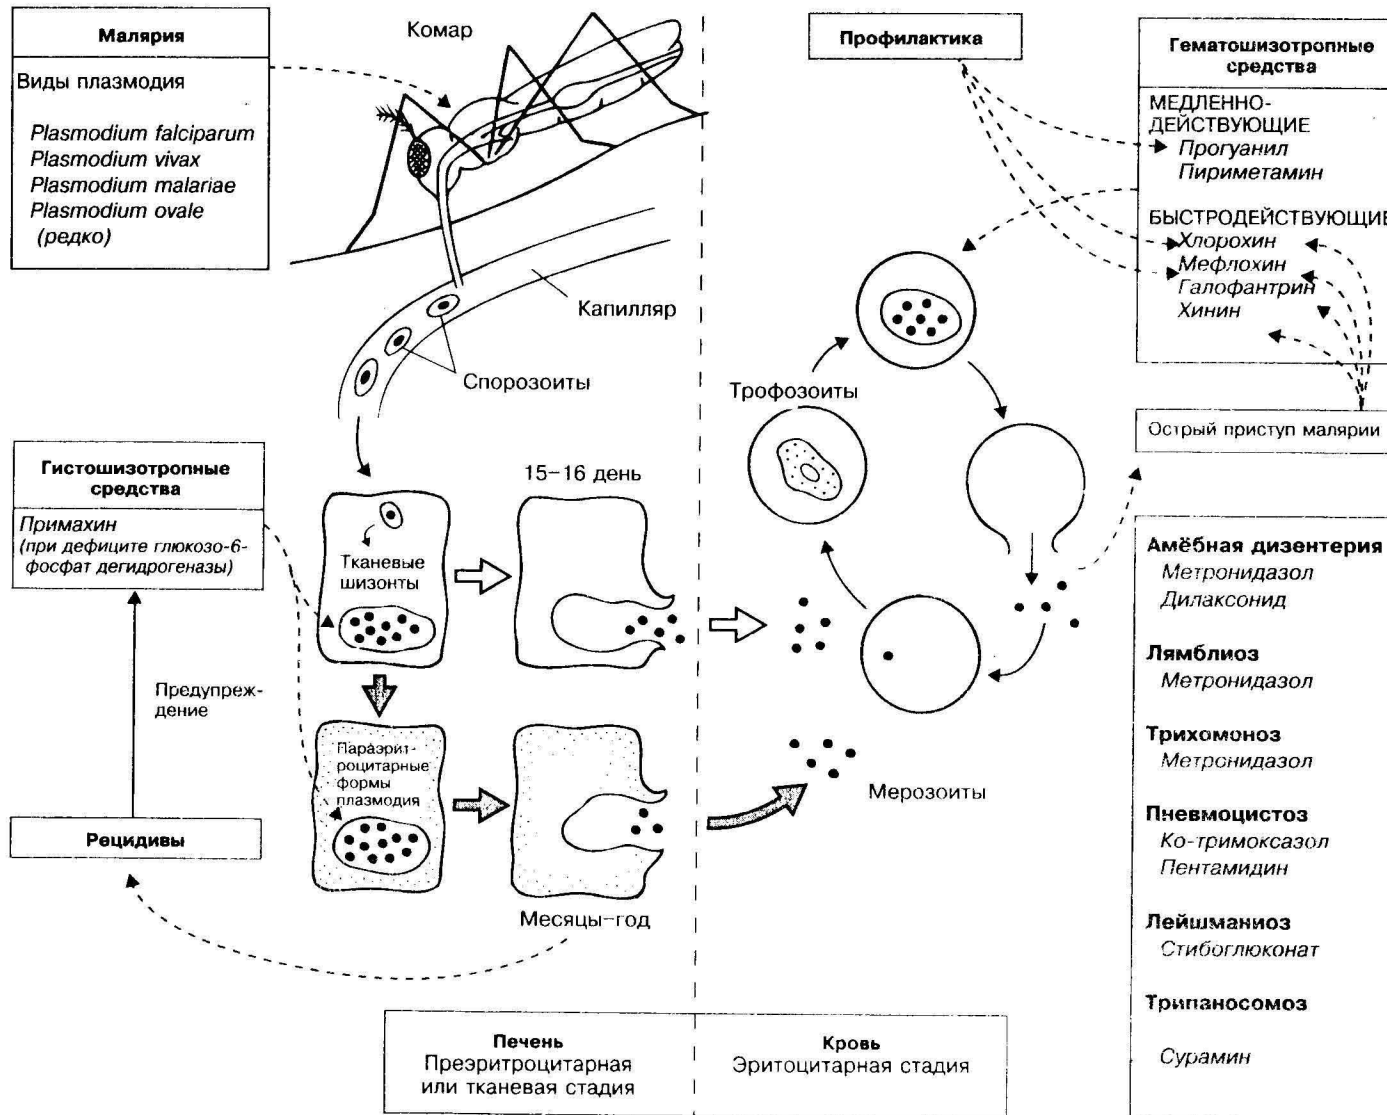 Малярия
Виды плазмодия
Plasmodium falciparum
Plasmodium vivax
Plasmodium malariae
Plasmodium ovale
(редко)
Комар
Капилляр
Спорозоиты
Профилактика
Гематошизотропные
средства
МЕДЛЕННО-
ДЕЙСТВУЮЩИЕ
Прогуанил
Пириметамин
БЫСТРОДЕЙСТВУЮЩИЕ
Хлорохин
Мефлохин
Галофантрин
Хинин
Трофозоиты
Острый приступ малярии
Гистошизотропные
средства
Примахин
(при дефиците глюкозо-6-
фосфат дегидрогеназы)
15–16 день
Тканевые
шизонты
Предупреж-
дение
Параэрит-
роцитарные
формы
плазмодия
Рецидивы
Месяцы–год
Мерозоиты
Амёбная дизентерия
Метронидазол
Дилаксонид
Лямблиоз
Метронидазол
Трихомоноз
Метронидазол
Пневмоцистоз
Ко-тримоксазол
Пентамидин
Лейшманиоз
Стибоглюконат
Трипаносомоз
Сурамин
Печень
Преэритроцитарная
или тканевая стадия
Кровь
Эритоцитарная стадия